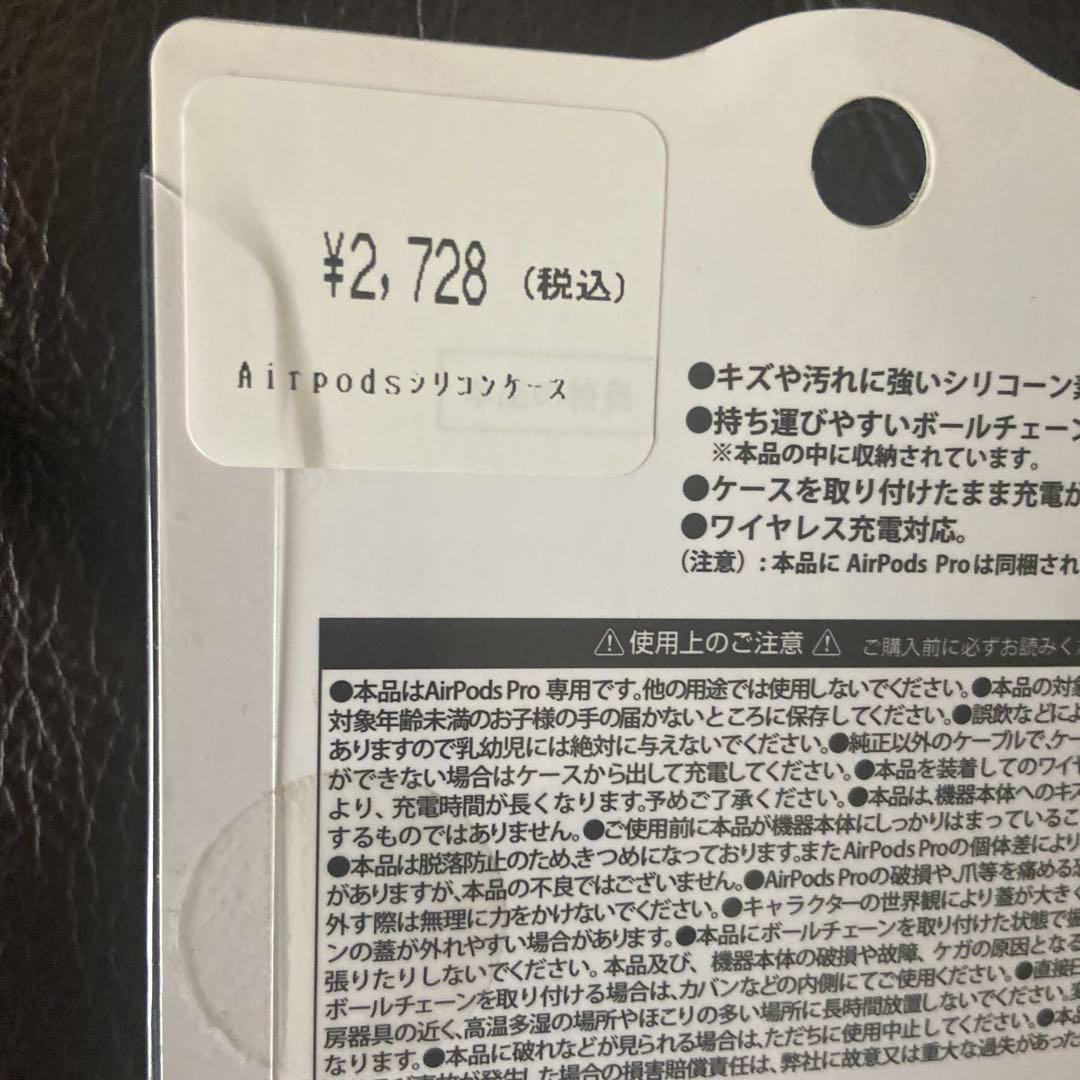 ¥2,728（税込）
Airpodsシリコンケース
●キズや汚れに強いシリコーン
●持ち運びやすいボールチェーン
※本品の中に収納されています。
●ケースを取り付けたまま充電が
●ワイヤレス充電対応。
（注意）：本品に AirPods Proは同梱され
⚠使用上のご注意⚠ ご購入前に必ずお読みくだ
●本品はAirPods Pro 専用です。他の用途では使用しないでください。●本品の対象
対象年齢未満のお子様の手の届かないところに保存してください。●誤飲などによ
ありますので乳幼児には絶対に与えないでください。●純正以外のケーブルで、ケー
ができない場合はケースから出して充電してください。●本品を装着してのワイヤ
より、充電時間が長くなります。予めご了承ください。●本品は、機器本体へのキズ
するものではありません。●ご使用前に本品が機器本体にしっかりはまっているこ
●本品は脱落防止のため、きつめになっております。またAirPods Proの個体差により
がありますが、本品の不良ではございません。●AirPods Proの破損や、爪等を痛める恐
外す際は無理に力をかけないでください。●キャラクターの世界観により蓋が大きく
ンの蓋が外れやすい場合があります。●本品にボールチェーンを取り付けた状態で振
張りたりしないでください。本品及び、機器本体の破損や故障、ケガの原因となる
ボールチェーンを取り付ける場合は、カバンなどの内側にてご使用ください。●直接日
房器具の近く、高温多湿の場所やほこりの多い場所に長時間放置しないでください。変
なります。●本品に破れなどが見られる場合は、ただちに使用中止してください。●本品
が発生した場合の損害賠償責任は、弊社に故意又は重大な過失があった